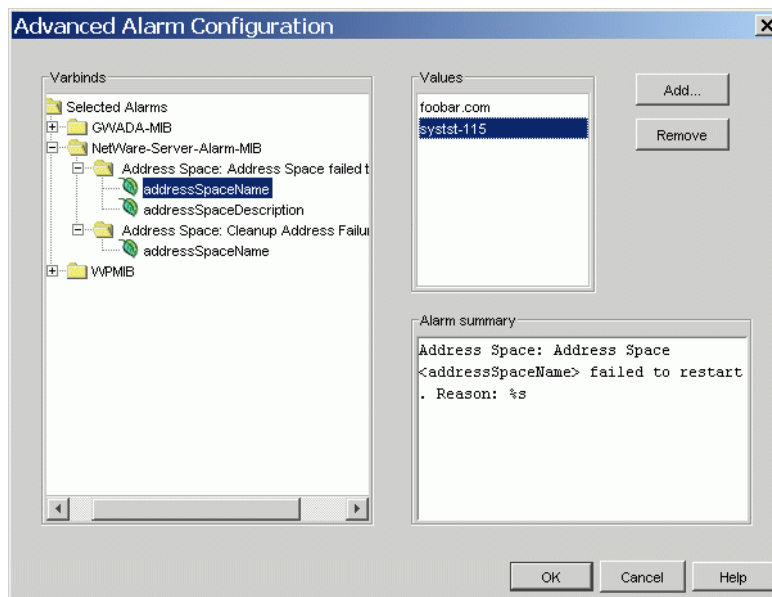 Advanced Alarm Configuration
Varbinds
Selected Alarms
GWADA-MIB
NetWare-Server-Alarm-MIB
Address Space: Address Space failed t
addressSpaceName
addressSpaceDescription
Address Space: Cleanup Address Failu
addressSpaceName
WPMIB
Values
foobar.com
systst-115
Add...
Remove
Alarm summary
Address Space: Address Space
<addressSpaceName> failed to restart
. Reason: %s
OK
Cancel
Help